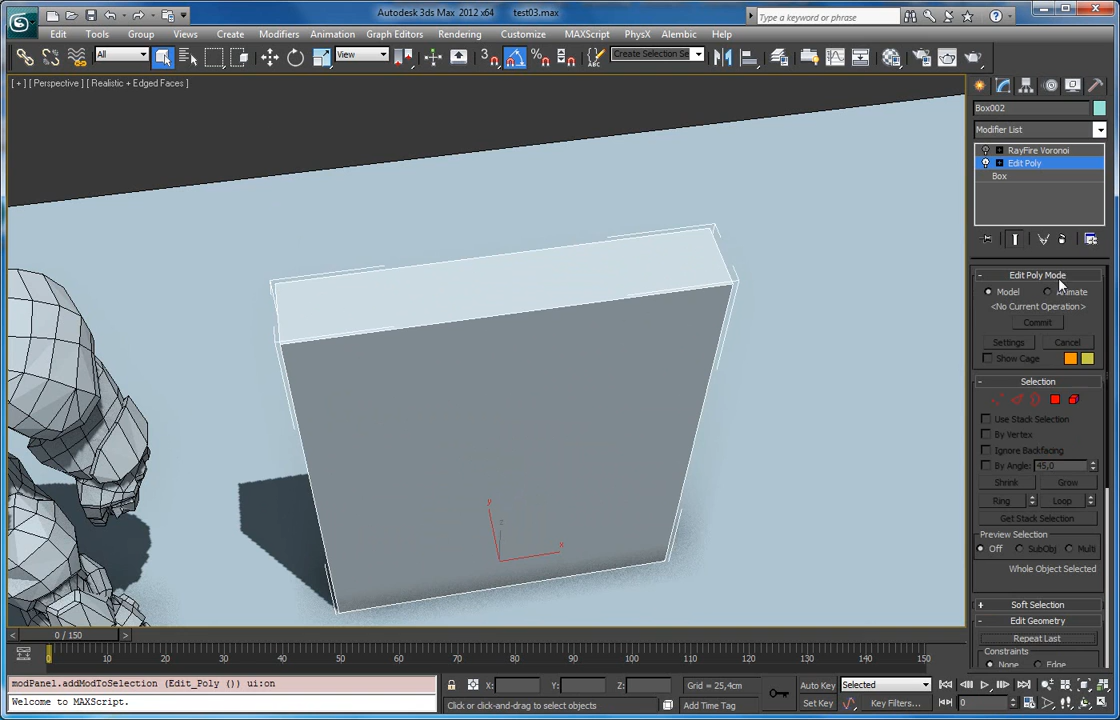 Autodesk 3ds Max 2012 x64 test03.max
Type a keyword or phrase
Edit Tools Group Views Create Modifiers Animation Graph Editors Rendering Customize MAXScript PhysX Alembic Help
All View 3 Create Selection Se
[ + ] [ Perspective ] [ Realistic + Edged Faces ]
Box002
Modifier List
RayFire Voronoi
Edit Poly
Box
- Edit Poly Mode
Model Animate
<No Current Operation>
Commit
Settings Cancel
Show Cage
- Selection
Use Stack Selection
By Vertex
Ignore Backfacing
By Angle: 45,0
Shrink Grow
Ring Loop
Get Stack Selection
Preview Selection
Off SubObj Multi
Whole Object Selected
+ Soft Selection
- Edit Geometry
Repeat Last
Constraints
None Edge
y
z
x
< 0 / 150 >
0 10 20 30 40 50 60 70 80 90 100 110 120 130 140 150
modPanel.addModToSelection (Edit_Poly ()) ui:on
Welcome to MAXScript.
X: Y: Z: Grid = 25,4cm
Click or click-and-drag to select objects
Add Time Tag
Auto Key Selected
Set Key Key Filters...
0